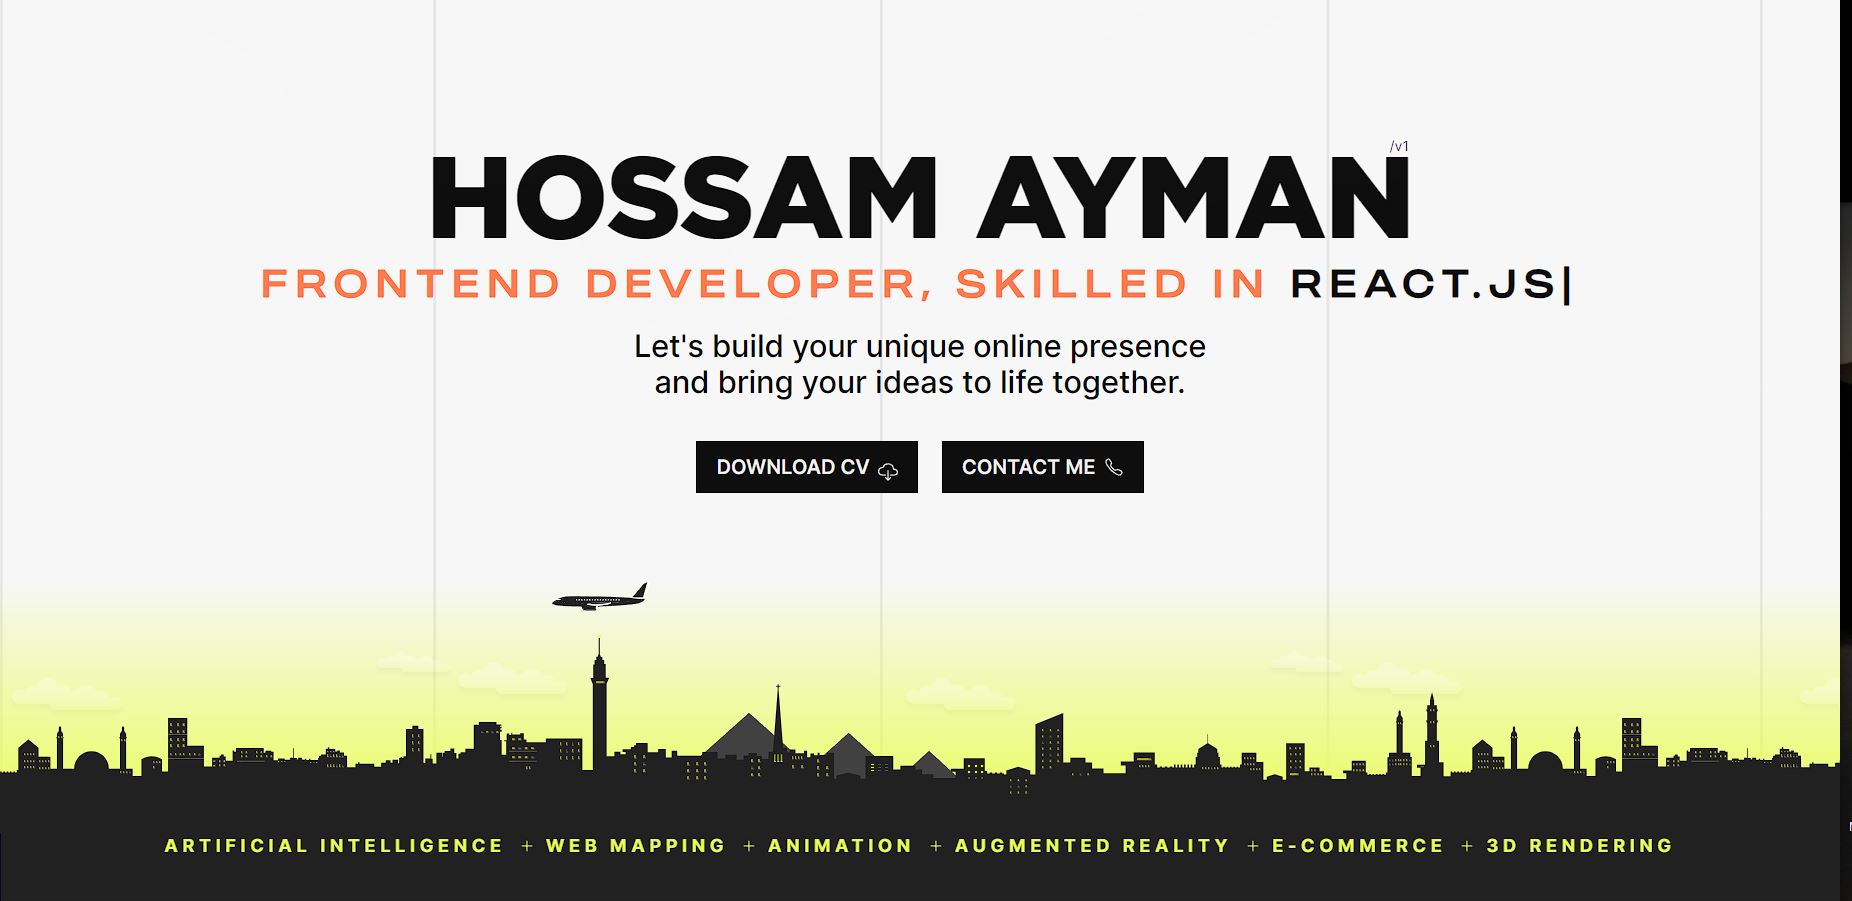 /v1
HOSSAM AYMAN
FRONTEND DEVELOPER, SKILLED IN REACT.JS|
Let's build your unique online presence
and bring your ideas to life together.
DOWNLOAD CV CONTACT ME
ARTIFICIAL INTELLIGENCE + WEB MAPPING + ANIMATION + AUGMENTED REALITY + E-COMMERCE + 3D RENDERING